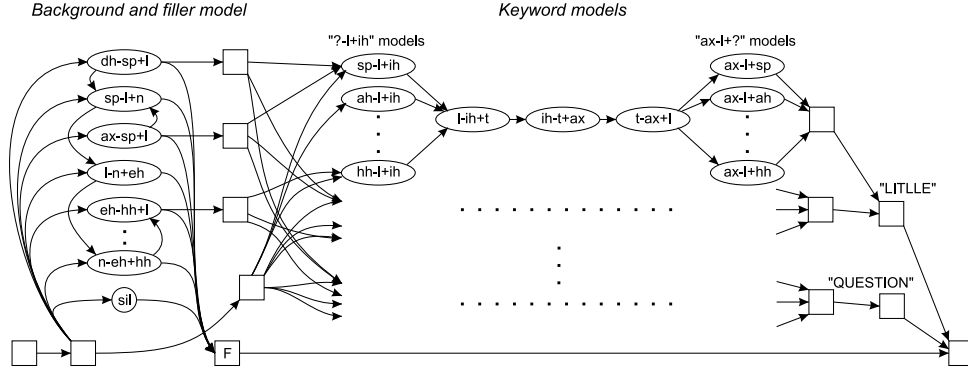 Background and filler model
Keyword models
"?-l+ih" models
"ax-l+?" models
dh-sp+l
sp-l+n
ax-sp+l
l-n+eh
eh-hh+l
n-eh+hh
sil
F
sp-l+ih
ah-l+ih
hh-l+ih
l-ih+t
ih-t+ax
t-ax+l
ax-l+sp
ax-l+ah
ax-l+hh
"LITLLE"
"QUESTION"